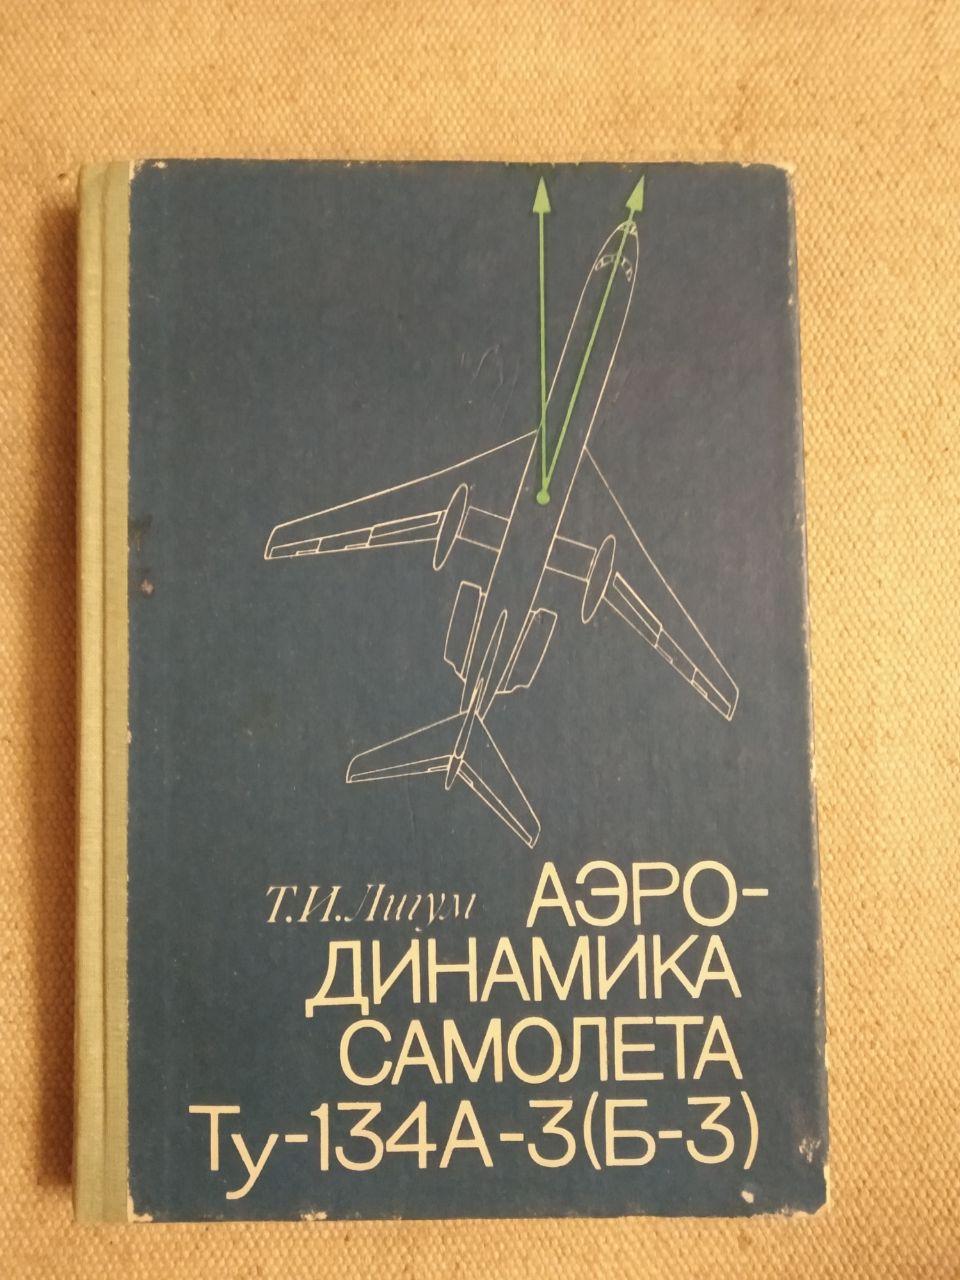 Т.И.Лигум АЭРО-
ДИНАМИКА
САМОЛЕТА
Ту-134А-3(Б-3)